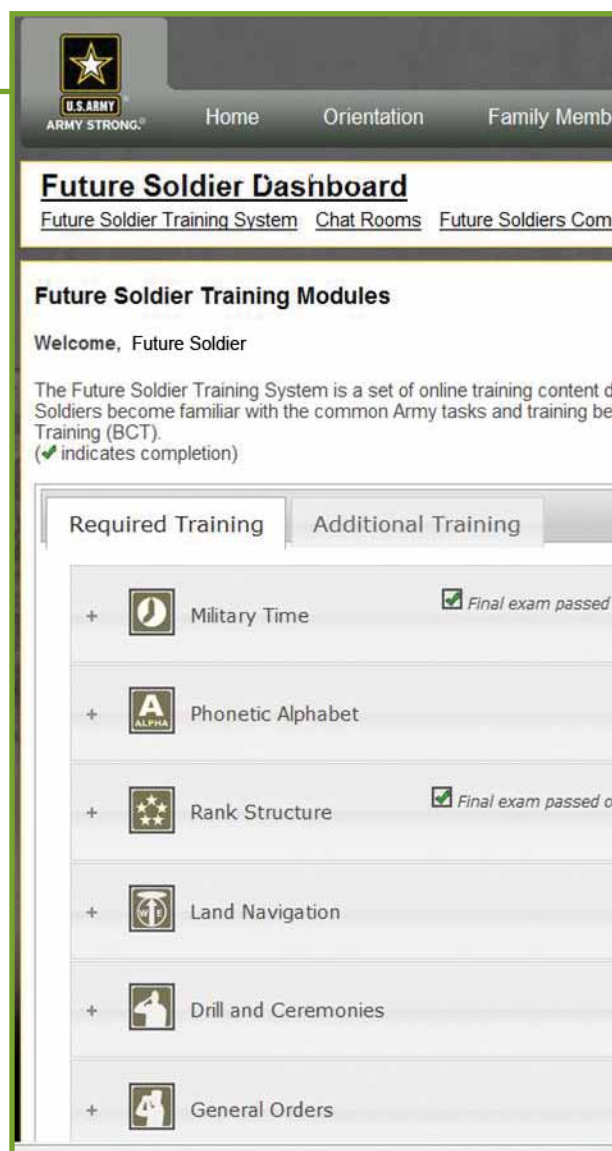 U.S.ARMY
ARMY STRONG.®
Home Orientation Family Memb
Future Soldier Dashboard
Future Soldier Training System Chat Rooms Future Soldiers Com
Future Soldier Training Modules
Welcome, Future Soldier
The Future Soldier Training System is a set of online training content d
Soldiers become familiar with the common Army tasks and training be
Training (BCT).
(✔ indicates completion)
Required Training Additional Training
+ Military Time Final exam passed
+ A ALPHA Phonetic Alphabet
+ Rank Structure Final exam passed o
+ W E Land Navigation
+ Drill and Ceremonies
+ General Orders